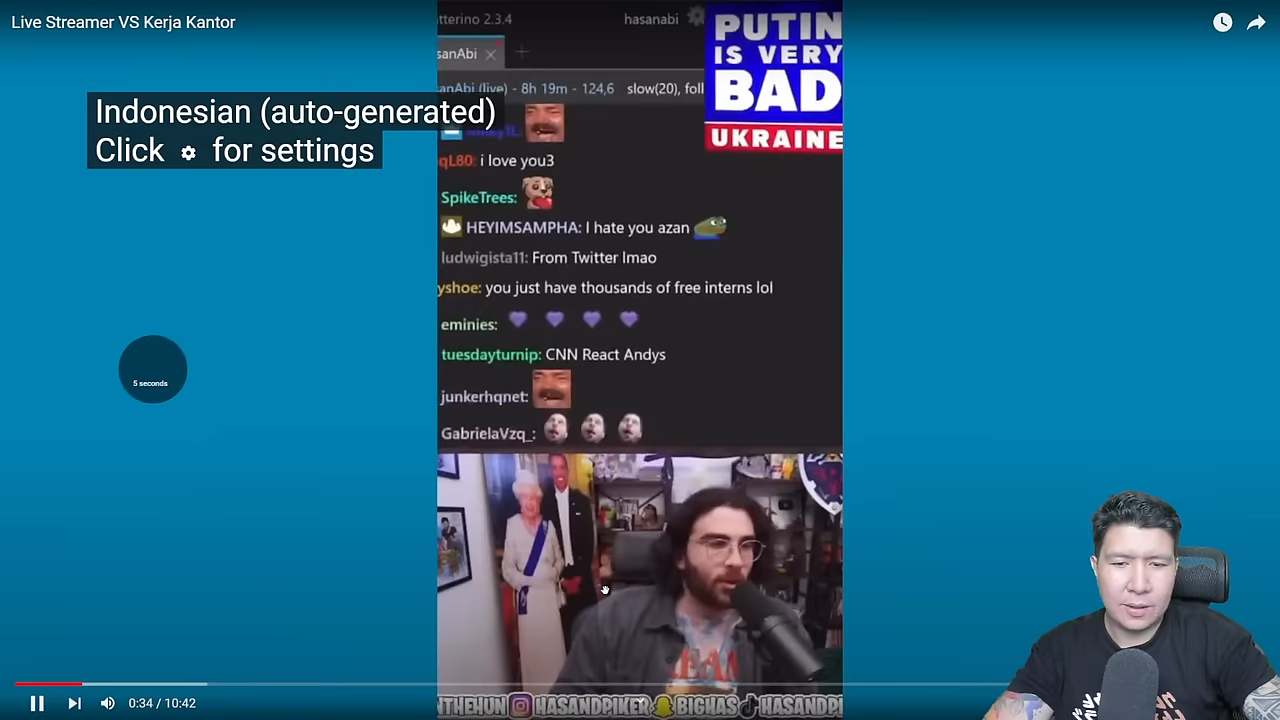 Live Streamer VS Kerja Kantor
tterino 2.3.4
hasanabi
PUTIN
IS VERY
BAD
UKRAINE
sanAbi
anAbi (live) - 8h 19m - 124,6
slow(20), foll
Indonesian (auto-generated)
Click for settings
qL80: i love you3
SpikeTrees:
HEYIMSAMPHA: I hate you azan
ludwigista11: From Twitter lmao
yshoe: you just have thousands of free interns lol
eminies:
tuesdayturnip: CNN React Andys
junkerhqnet:
GabrielaVzq_:
5 seconds
NTHEHUN HASANDPIKER BIGHAS HASANDPI
0:34 / 10:42